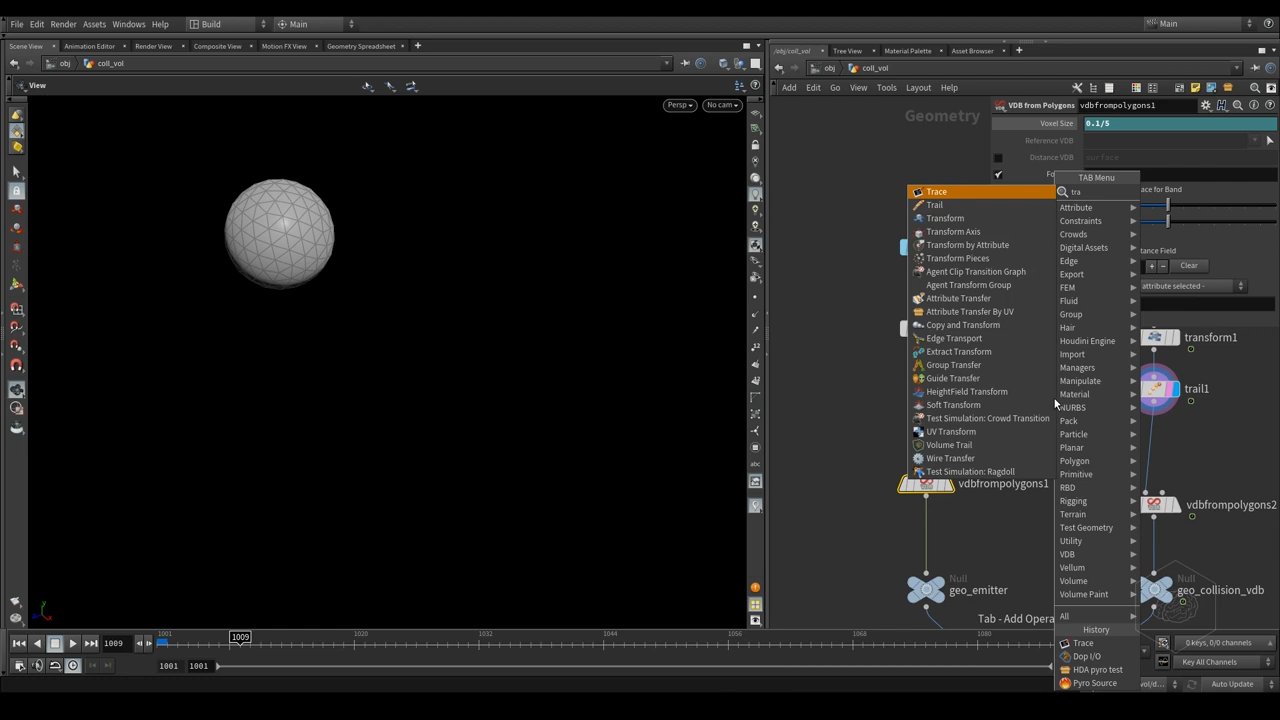 File Edit Render Assets Windows Help
Build
Main
Main
Scene View
Animation Editor
Render View
Composite View
Motion FX View
Geometry Spreadsheet
/obj/coll_vol
Tree View
Material Palette
Asset Browser
obj
coll_vol
obj
coll_vol
View
Add Edit Go View Tools Layout Help
Persp
No cam
Geometry
VDB from Polygons vdbfrompolygons1
Voxel Size 0.1/5
Reference VDB
Distance VDB surface
TAB Menu
tra
Trace
Trail
Transform
Transform Axis
Transform by Attribute
Transform Pieces
Agent Clip Transition Graph
Agent Transform Group
Attribute Transfer
Attribute Transfer By UV
Copy and Transform
Edge Transport
Extract Transform
Group Transfer
Guide Transfer
HeightField Transform
Soft Transform
Test Simulation: Crowd Transition
UV Transform
Volume Trail
Wire Transfer
Test Simulation: Ragdoll
Attribute
Constraints
Crowds
Digital Assets
Edge
Export
FEM
Fluid
Group
Hair
Houdini Engine
Import
Managers
Manipulate
Material
NURBS
Pack
Particle
Planar
Polygon
Primitive
RBD
Rigging
Terrain
Test Geometry
Utility
VDB
Vellum
Volume
Volume Paint
All
History
Trace
Dop I/O
HDA pyro test
Pyro Source
ace for Band
tance Field
Clear
attribute selected -
transform1
trail1
vdbfrompolygons1
vdbfrompolygons2
Null
geo_emitter
Null
geo_collision_vdb
Tab - Add Opera
abc
1009
1001
1009
1020
1032
1044
1056
1068
1080
1001
1001
0 keys, 0/0 channels
Key All Channels
Auto Update